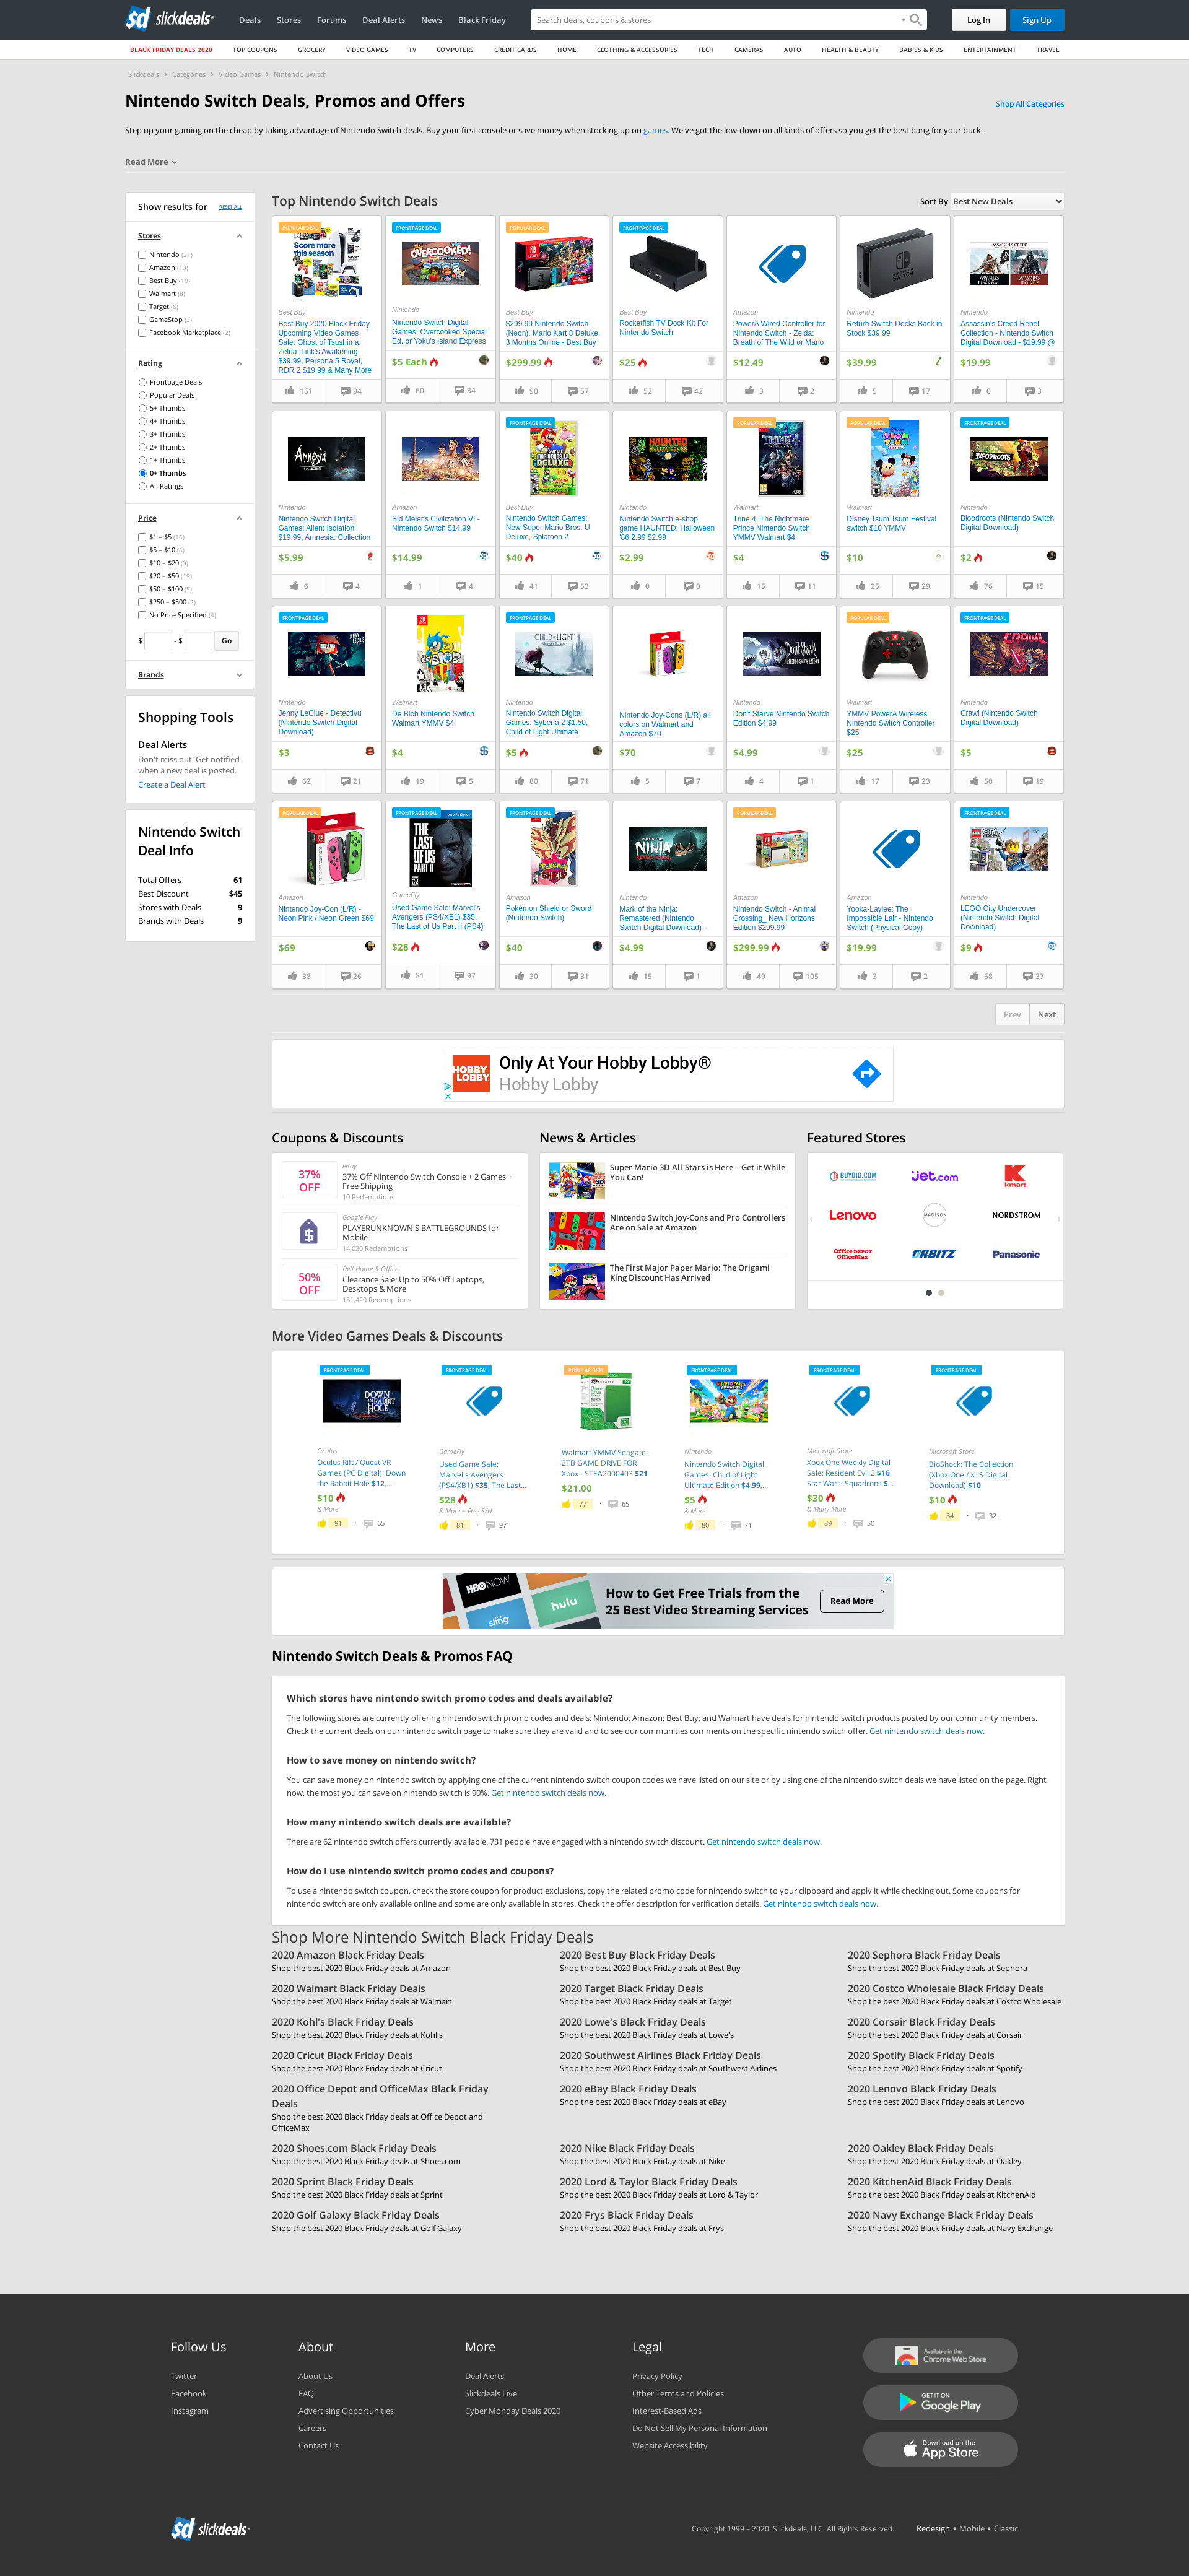 slickdeals
Deals
Stores
Forums
Deal Alerts
News
Black Friday
Search deals, coupons & stores
Log In
Sign Up
BLACK FRIDAY DEALS 2020
TOP COUPONS
GROCERY
VIDEO GAMES
TV
COMPUTERS
CREDIT CARDS
HOME
CLOTHING & ACCESSORIES
TECH
CAMERAS
AUTO
HEALTH & BEAUTY
BABIES & KIDS
ENTERTAINMENT
TRAVEL
Slickdeals › Categories › Video Games › Nintendo Switch
Nintendo Switch Deals, Promos and Offers
Shop All Categories
Step up your gaming on the cheap by taking advantage of Nintendo Switch deals. Buy your first console or save money when stocking up on games. We've got the low-down on all kinds of offers so you get the best bang for your buck.
Read More
Show results for
RESET ALL
Stores
Nintendo (21)
Amazon (13)
Best Buy (10)
Walmart (8)
Target (6)
GameStop (3)
Facebook Marketplace (2)
Rating
Frontpage Deals
Popular Deals
5+ Thumbs
4+ Thumbs
3+ Thumbs
2+ Thumbs
1+ Thumbs
0+ Thumbs
All Ratings
Price
$1 – $5 (16)
$5 – $10 (6)
$10 – $20 (9)
$20 – $50 (19)
$50 – $100 (5)
$250 – $500 (2)
No Price Specified (4)
$ - $ Go
Brands
Shopping Tools
Deal Alerts
Don't miss out! Get notified
when a new deal is posted.
Create a Deal Alert
Nintendo Switch
Deal Info
Total Offers 61
Best Discount $45
Stores with Deals 9
Brands with Deals 9
Top Nintendo Switch Deals
Sort By Best New Deals
POPULAR DEAL
Score more
this season
Best Buy
Best Buy 2020 Black Friday
Upcoming Video Games
Sale: Ghost of Tsushima,
Zelda: Link's Awakening
$39.99, Persona 5 Royal,
RDR 2 $19.99 & Many More
161 94
FRONTPAGE DEAL
OVERCOOKED!
Nintendo
Nintendo Switch Digital
Games: Overcooked Special
Ed. or Yoku's Island Express
$5 Each
60 34
POPULAR DEAL
Best Buy
$299.99 Nintendo Switch
(Neon). Mario Kart 8 Deluxe,
3 Months Online - Best Buy
$299.99
90 57
FRONTPAGE DEAL
Best Buy
Rocketfish TV Dock Kit For
Nintendo Switch
$25
52 42
Amazon
PowerA Wired Controller for
Nintendo Switch - Zelda:
Breath of The Wild or Mario
$12.49
3 2
Nintendo
Refurb Switch Docks Back in
Stock $39.99
$39.99
5 17
ASSASSIN'S CREED
Nintendo
Assassin's Creed Rebel
Collection - Nintendo Switch
Digital Download - $19.99 @
$19.99
0 3
Amnesia
Nintendo
Nintendo Switch Digital
Games: Alien: Isolation
$19.99, Amnesia: Collection
$5.99
6 4
Amazon
Sid Meier's Civilization VI -
Nintendo Switch $14.99
$14.99
1 4
FRONTPAGE DEAL
DELUXE
Best Buy
Nintendo Switch Games:
New Super Mario Bros. U
Deluxe, Splatoon 2
$40
41 53
HAUNTED
Nintendo
Nintendo Switch e-shop
game HAUNTED: Halloween
'86 2.99 $2.99
$2.99
0 0
POPULAR DEAL
TRINE 4
Walmart
Trine 4: The Nightmare
Prince Nintendo Switch
YMMV Walmart $4
$4
15 11
POPULAR DEAL
TSUM TSUM
Walmart
Disney Tsum Tsum Festival
switch $10 YMMV
$10
25 29
FRONTPAGE DEAL
BLOODROOTS
Nintendo
Bloodroots (Nintendo Switch
Digital Download)
$2
76 15
FRONTPAGE DEAL
Nintendo
Jenny LeClue - Detectivu
(Nintendo Switch Digital
Download)
$3
62 21
BLOB
Walmart
De Blob Nintendo Switch
Walmart YMMV $4
$4
19 5
FRONTPAGE DEAL
CHILD of LIGHT
Nintendo
Nintendo Switch Digital
Games: Syberia 2 $1.50,
Child of Light Ultimate
$5
80 71
Nintendo Joy-Cons (L/R) all
colors on Walmart and
Amazon $70
$70
5 7
Don't Starve
Nintendo
Don't Starve Nintendo Switch
Edition $4.99
$4.99
4 1
POPULAR DEAL
Walmart
YMMV PowerA Wireless
Nintendo Switch Controller
$25
$25
17 23
FRONTPAGE DEAL
CRAWL
Nintendo
Crawl (Nintendo Switch
Digital Download)
$5
50 19
POPULAR DEAL
Amazon
Nintendo Joy-Con (L/R) -
Neon Pink / Neon Green $69
$69
38 26
FRONTPAGE DEAL
THE
LAST
OF US
PART II
GameFly
Used Game Sale: Marvel's
Avengers (PS4/XB1) $35,
The Last of Us Part II (PS4)
$28
81 97
FRONTPAGE DEAL
Amazon
Pokémon Shield or Sword
(Nintendo Switch)
$40
30 31
NINJA
Nintendo
Mark of the Ninja:
Remastered (Nintendo
Switch Digital Download) -
$4.99
15 1
POPULAR DEAL
Amazon
Nintendo Switch - Animal
Crossing_ New Horizons
Edition $299.99
$299.99
49 105
Amazon
Yooka-Laylee: The
Impossible Lair - Nintendo
Switch (Physical Copy)
$19.99
3 2
FRONTPAGE DEAL
Nintendo
LEGO City Undercover
(Nintendo Switch Digital
Download)
$9
68 37
Prev Next
HOBBY
LOBBY
Only At Your Hobby Lobby®
Hobby Lobby
Coupons & Discounts
37%
OFF
eBay
37% Off Nintendo Switch Console + 2 Games +
Free Shipping
10 Redemptions
Google Play
PLAYERUNKNOWN'S BATTLEGROUNDS for
Mobile
14,030 Redemptions
50%
OFF
Dell Home & Office
Clearance Sale: Up to 50% Off Laptops,
Desktops & More
131,420 Redemptions
News & Articles
Super Mario 3D All-Stars is Here – Get it While
You Can!
Nintendo Switch Joy-Cons and Pro Controllers
Are on Sale at Amazon
The First Major Paper Mario: The Origami
King Discount Has Arrived
Featured Stores
BUYDIG.COM
Jet.com
Kmart
Lenovo
MADISON
NORDSTROM
Office DEPOT
OfficeMax
ORBITZ
Panasonic
More Video Games Deals & Discounts
FRONTPAGE DEAL
DOWN THE RABBIT HOLE
Oculus
Oculus Rift / Quest VR
Games (PC Digital): Down
the Rabbit Hole $12,...
$10
& More
91 · 65
FRONTPAGE DEAL
GameFly
Used Game Sale:
Marvel's Avengers
(PS4/XB1) $35, The Last...
$28
& More + Free S/H
81 · 97
POPULAR DEAL
Walmart YMMV Seagate
2TB GAME DRIVE FOR
Xbox - STEA2000403 $21
$21.00
77 · 65
FRONTPAGE DEAL
Nintendo
Nintendo Switch Digital
Games: Child of Light
Ultimate Edition $4.99,...
$5
& More
80 · 71
FRONTPAGE DEAL
Microsoft Store
Xbox One Weekly Digital
Sale: Resident Evil 2 $16,
Star Wars: Squadrons $...
$30
& Many More
89 · 50
FRONTPAGE DEAL
Microsoft Store
BioShock: The Collection
(Xbox One / X|S Digital
Download) $10
$10
84 · 32
HBO NOW
hulu
sling
How to Get Free Trials from the
25 Best Video Streaming Services
Read More
Nintendo Switch Deals & Promos FAQ
Which stores have nintendo switch promo codes and deals available?
The following stores are currently offering nintendo switch promo codes and deals: Nintendo; Amazon; Best Buy; and Walmart have deals for nintendo switch products posted by our community members.
Check the current deals on our nintendo switch page to make sure they are valid and to see our communities comments on the specific nintendo switch offer. Get nintendo switch deals now.
How to save money on nintendo switch?
You can save money on nintendo switch by applying one of the current nintendo switch coupon codes we have listed on our site or by using one of the nintendo switch deals we have listed on the page. Right
now, the most you can save on nintendo switch is 90%. Get nintendo switch deals now.
How many nintendo switch deals are available?
There are 62 nintendo switch offers currently available. 731 people have engaged with a nintendo switch discount. Get nintendo switch deals now.
How do I use nintendo switch promo codes and coupons?
To use a nintendo switch coupon, check the store coupon for product exclusions, copy the related promo code for nintendo switch to your clipboard and apply it while checking out. Some coupons for
nintendo switch are only available online and some are only available in stores. Check the offer description for verification details. Get nintendo switch deals now.
Shop More Nintendo Switch Black Friday Deals
2020 Amazon Black Friday Deals
Shop the best 2020 Black Friday deals at Amazon
2020 Best Buy Black Friday Deals
Shop the best 2020 Black Friday deals at Best Buy
2020 Sephora Black Friday Deals
Shop the best 2020 Black Friday deals at Sephora
2020 Walmart Black Friday Deals
Shop the best 2020 Black Friday deals at Walmart
2020 Target Black Friday Deals
Shop the best 2020 Black Friday deals at Target
2020 Costco Wholesale Black Friday Deals
Shop the best 2020 Black Friday deals at Costco Wholesale
2020 Kohl's Black Friday Deals
Shop the best 2020 Black Friday deals at Kohl's
2020 Lowe's Black Friday Deals
Shop the best 2020 Black Friday deals at Lowe's
2020 Corsair Black Friday Deals
Shop the best 2020 Black Friday deals at Corsair
2020 Cricut Black Friday Deals
Shop the best 2020 Black Friday deals at Cricut
2020 Southwest Airlines Black Friday Deals
Shop the best 2020 Black Friday deals at Southwest Airlines
2020 Spotify Black Friday Deals
Shop the best 2020 Black Friday deals at Spotify
2020 Office Depot and OfficeMax Black Friday
Deals
Shop the best 2020 Black Friday deals at Office Depot and
OfficeMax
2020 eBay Black Friday Deals
Shop the best 2020 Black Friday deals at eBay
2020 Lenovo Black Friday Deals
Shop the best 2020 Black Friday deals at Lenovo
2020 Shoes.com Black Friday Deals
Shop the best 2020 Black Friday deals at Shoes.com
2020 Nike Black Friday Deals
Shop the best 2020 Black Friday deals at Nike
2020 Oakley Black Friday Deals
Shop the best 2020 Black Friday deals at Oakley
2020 Sprint Black Friday Deals
Shop the best 2020 Black Friday deals at Sprint
2020 Lord & Taylor Black Friday Deals
Shop the best 2020 Black Friday deals at Lord & Taylor
2020 KitchenAid Black Friday Deals
Shop the best 2020 Black Friday deals at KitchenAid
2020 Golf Galaxy Black Friday Deals
Shop the best 2020 Black Friday deals at Golf Galaxy
2020 Frys Black Friday Deals
Shop the best 2020 Black Friday deals at Frys
2020 Navy Exchange Black Friday Deals
Shop the best 2020 Black Friday deals at Navy Exchange
Follow Us
Twitter
Facebook
Instagram
About
About Us
FAQ
Advertising Opportunities
Careers
Contact Us
More
Deal Alerts
Slickdeals Live
Cyber Monday Deals 2020
Legal
Privacy Policy
Other Terms and Policies
Interest-Based Ads
Do Not Sell My Personal Information
Website Accessibility
Available in the
Chrome Web Store
GET IT ON
Google Play
Download on the
App Store
slickdeals
Copyright 1999 – 2020. Slickdeals, LLC. All Rights Reserved.
Redesign • Mobile • Classic